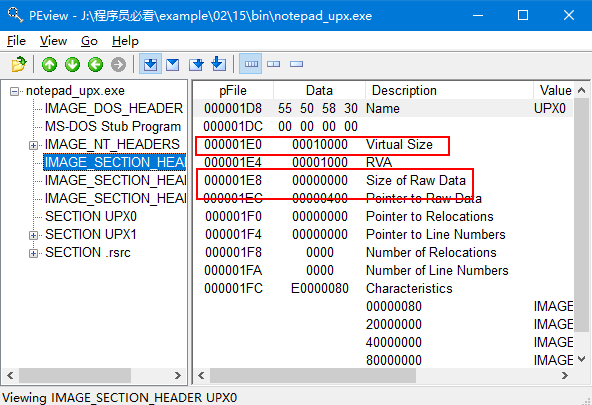 PEview - J:\程序员必看\example\02\15\bin\notepad_upx.exe
File View Go Help
notepad_upx.exe
IMAGE_DOS_HEADER
MS-DOS Stub Program
IMAGE_NT_HEADERS
IMAGE_SECTION_HEA
IMAGE_SECTION_HEA
IMAGE_SECTION_HEA
SECTION UPX0
SECTION UPX1
SECTION .rsrc
pFile Data Description Value
000001D8 55 50 58 30 Name UPX0
000001DC 00 00 00 00
000001E0 00010000 Virtual Size
000001E4 00001000 RVA
000001E8 00000000 Size of Raw Data
000001EC 00000400 Pointer to Raw Data
000001F0 00000000 Pointer to Relocations
000001F4 00000000 Pointer to Line Numbers
000001F8 0000 Number of Relocations
000001FA 0000 Number of Line Numbers
000001FC E0000080 Characteristics
00000080 IMAGE
20000000 IMAGE
40000000 IMAGE
80000000 IMAGE
Viewing IMAGE_SECTION_HEADER UPX0